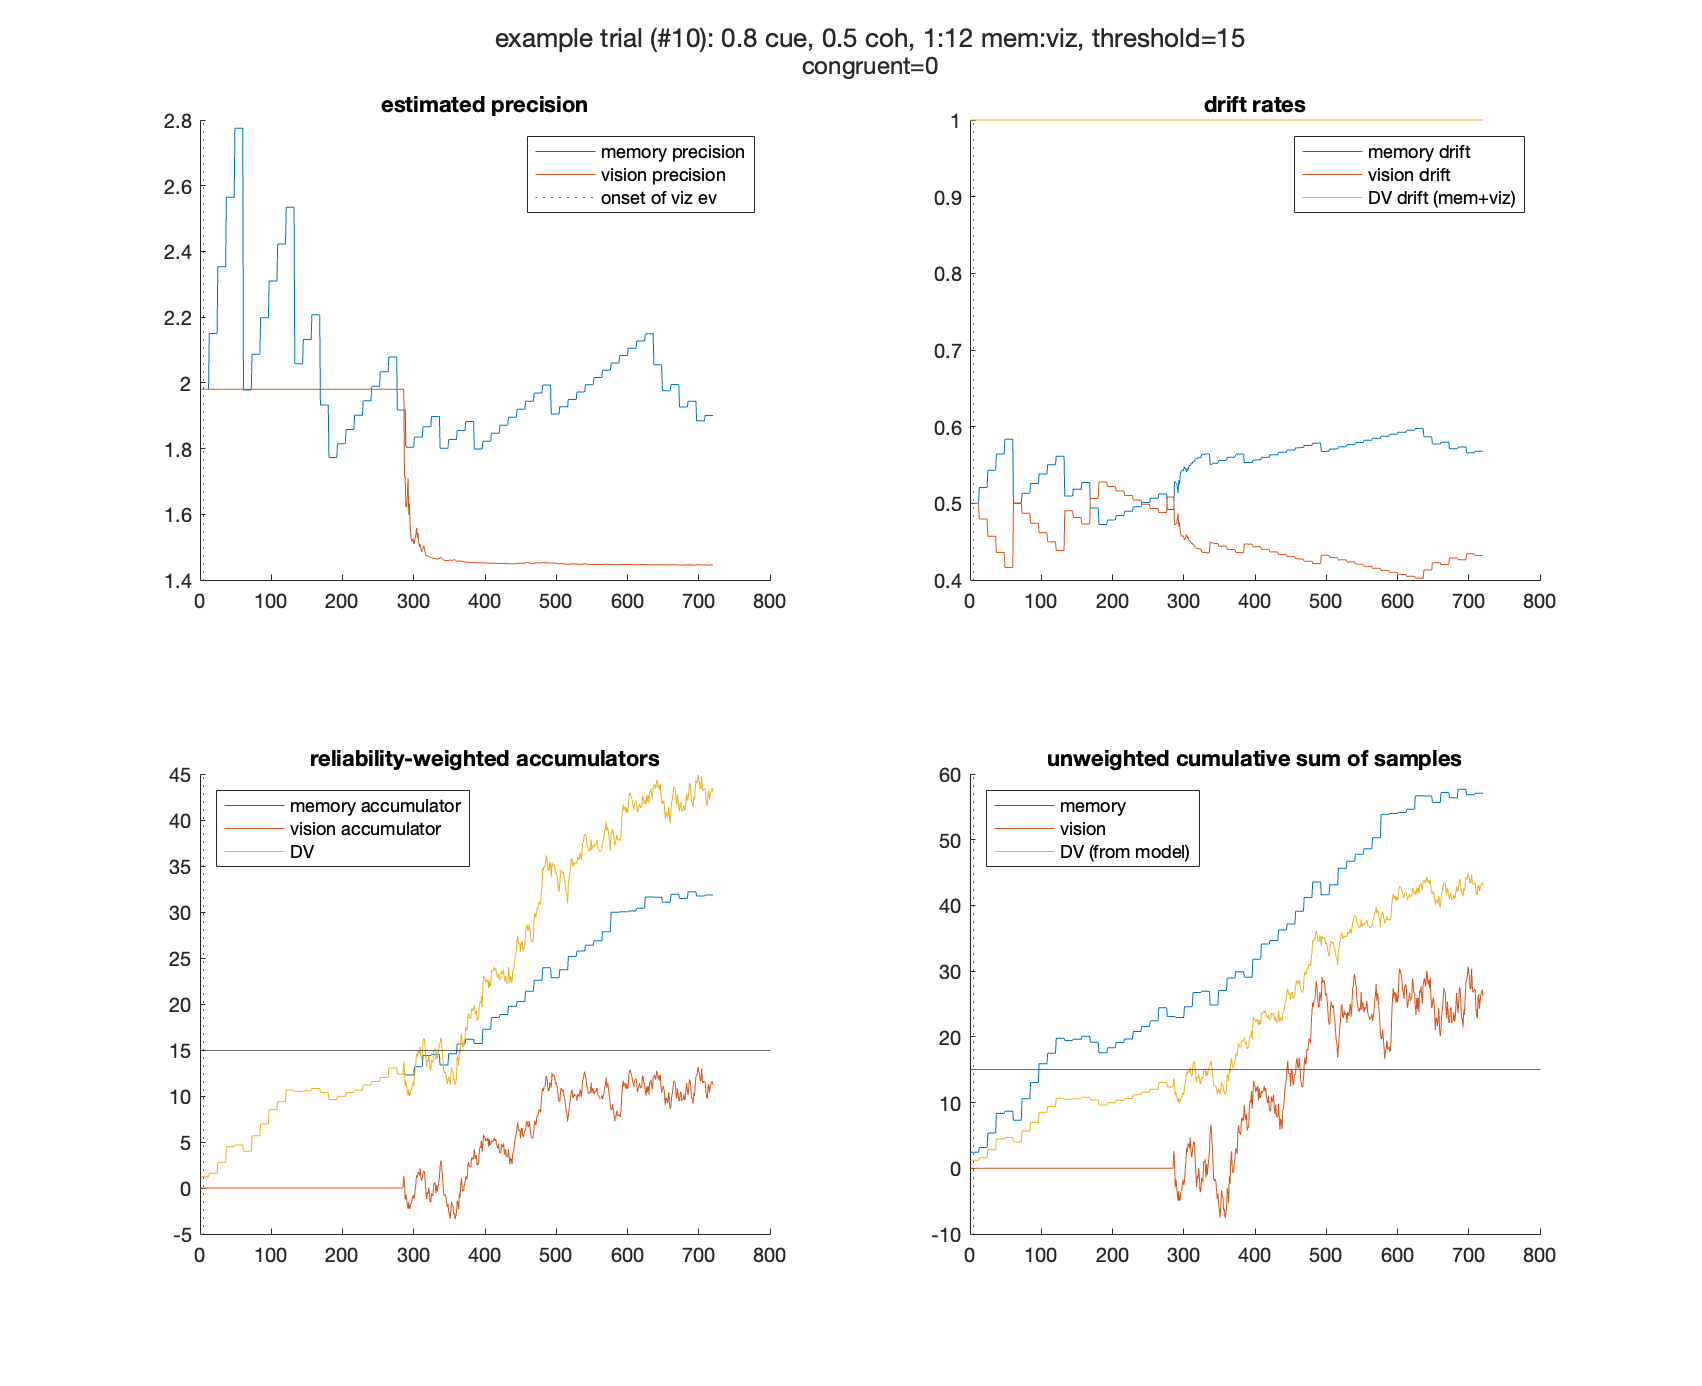 example trial (#10): 0.8 cue, 0.5 coh, 1:12 mem:viz, threshold=15
congruent=0
estimated precision
2.8
2.6
2.4
2.2
2
1.8
1.6
1.4
0 100 200 300 400 500 600 700 800
memory precision
vision precision
onset of viz ev
drift rates
1
0.9
0.8
0.7
0.6
0.5
0.4
0 100 200 300 400 500 600 700 800
memory drift
vision drift
DV drift (mem+viz)
reliability-weighted accumulators
45
40
35
30
25
20
15
10
5
0
-5
0 100 200 300 400 500 600 700 800
memory accumulator
vision accumulator
DV
unweighted cumulative sum of samples
60
50
40
30
20
10
0
-10
0 100 200 300 400 500 600 700 800
memory
vision
DV (from model)